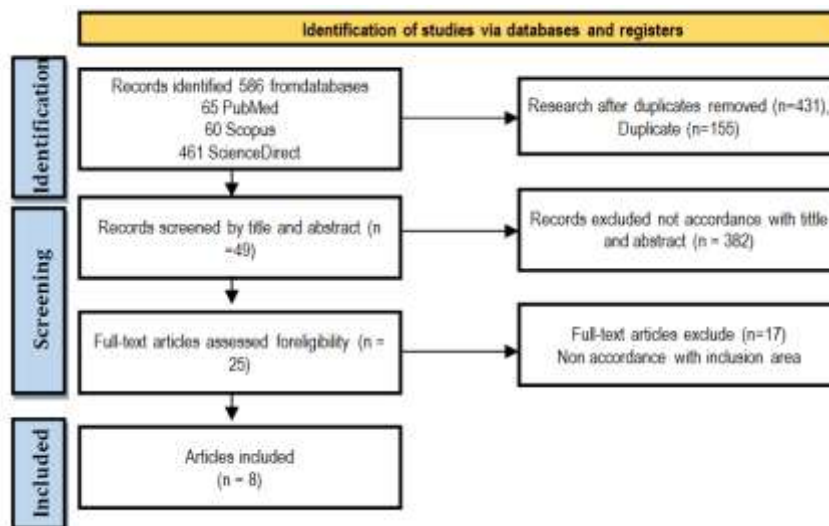 Identification of studies via databases and registers
Identification
Records identified 586 fromdatabases
65 PubMed
60 Scopus
461 ScienceDirect
Research after duplicates removed (n=431),
Duplicate (n=155)
Screening
Records screened by title and abstract (n
=49)
Records excluded not accordance with tittle
and abstract (n = 382)
Full-text articles assessed foreligibility (n =
25)
Full-text articles exclude (n=17)
Non accordance with inclusion area
Included
Articles included
(n = 8)